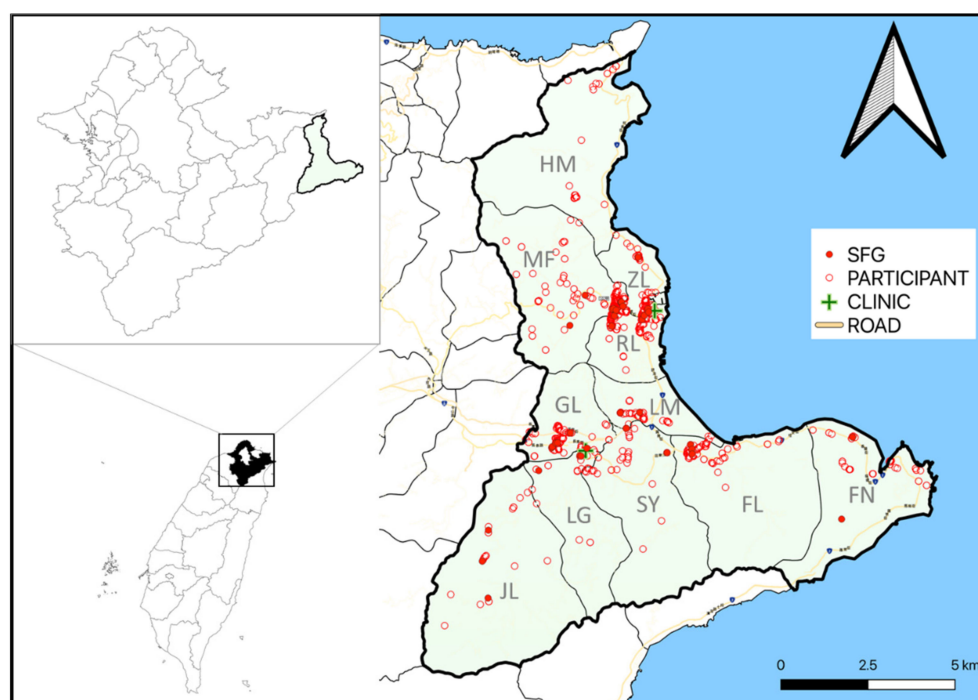 HM
MF
ZL
RL
GL
LM
LG
SY
FL
FN
JL
SFG
PARTICIPANT
CLINIC
ROAD
0 2.5 5 km